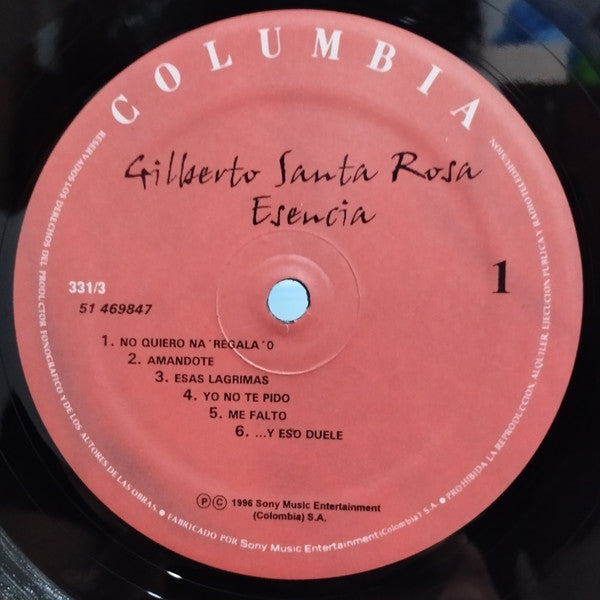 COLUMBIA
Gilberto Santa Rosa
Esencia
331/3
51 469847
1
1. NO QUIERO NA´REGALA´O
2. AMANDOTE
3. ESAS LAGRIMAS
4. YO NO TE PIDO
5. ME FALTO
6. ...Y ESO DUELE
Ⓟ Ⓒ 1996 Sony Music Entertainment
(Colombia) S.A.
RESERVADOS LOS DERECHOS DEL PRODUCTOR FONOGRAFICO Y DE LOS AUTORES DE LAS OBRAS. ● FABRICADO POR Sony Music Entertainment (Colombia) S.A. ● PROHIBIDA LA REPRODUCCION, ALQUILER, EJECUCION PUBLICA Y RADIOTELEDIFUSION.